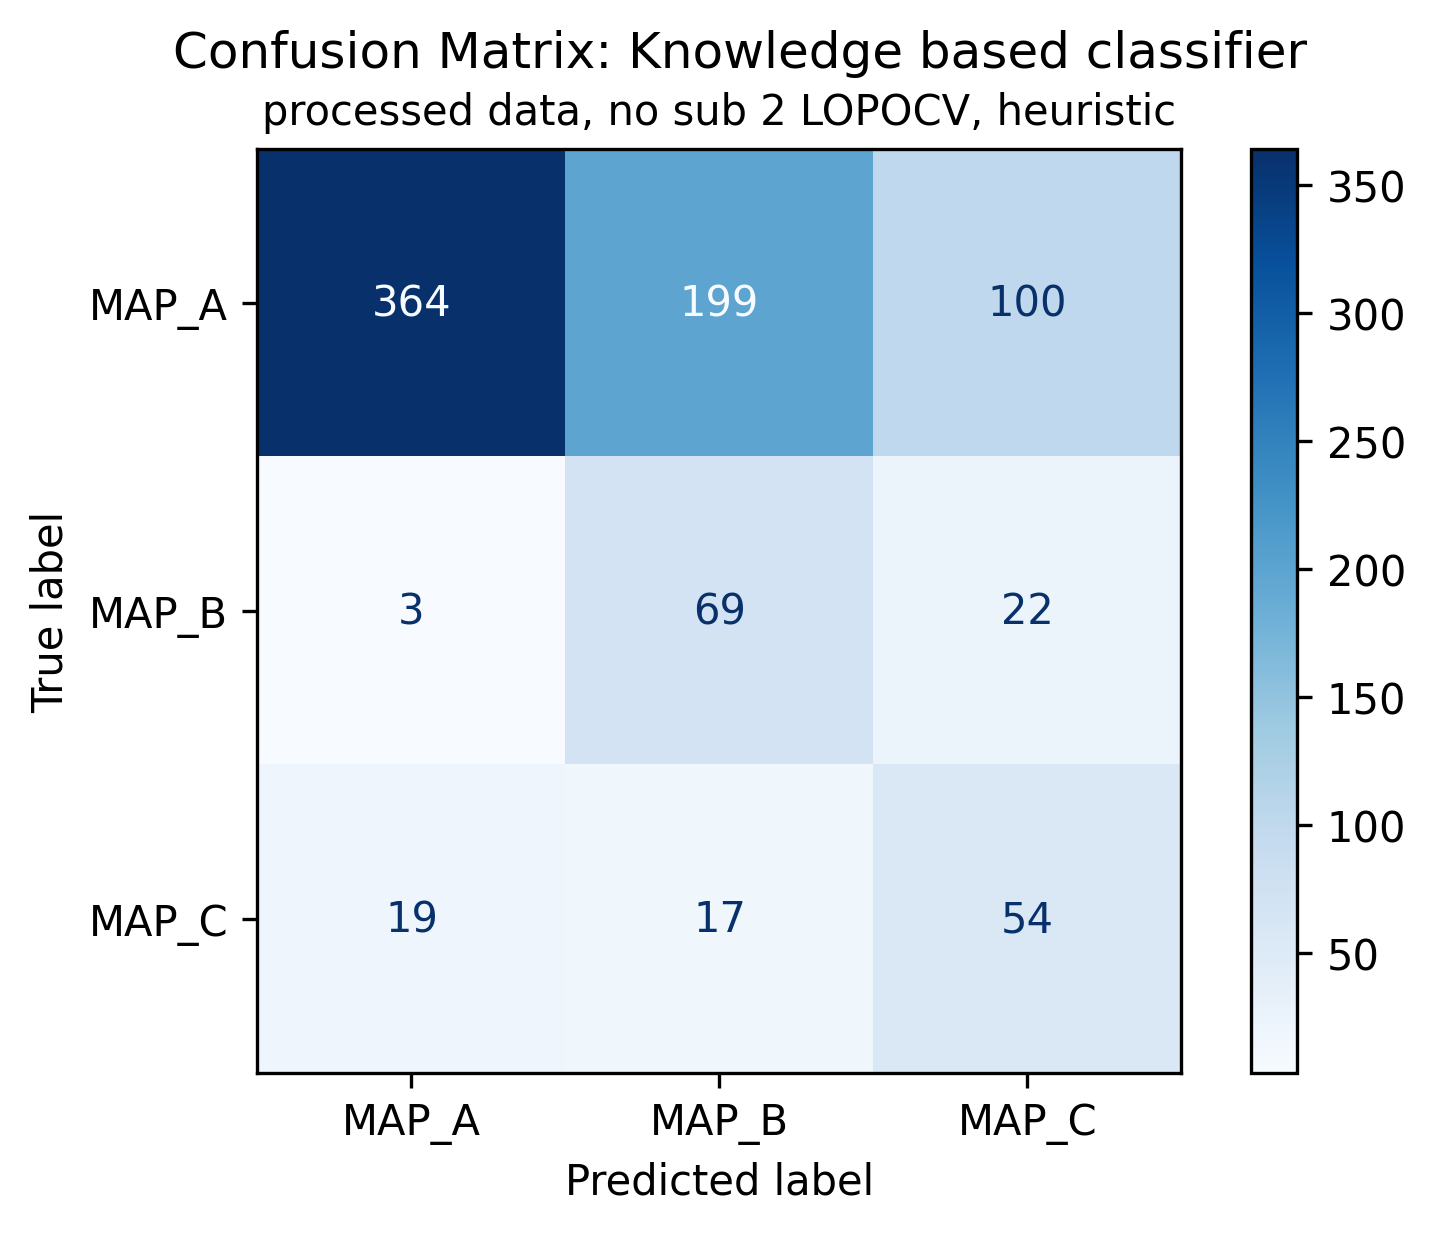 Confusion Matrix: Knowledge based classifier
processed data, no sub 2 LOPOCV, heuristic
True label
MAP_A
364 199 100
MAP_B
3 69 22
MAP_C
19 17 54
MAP_A MAP_B MAP_C
Predicted label
350
300
250
200
150
100
50